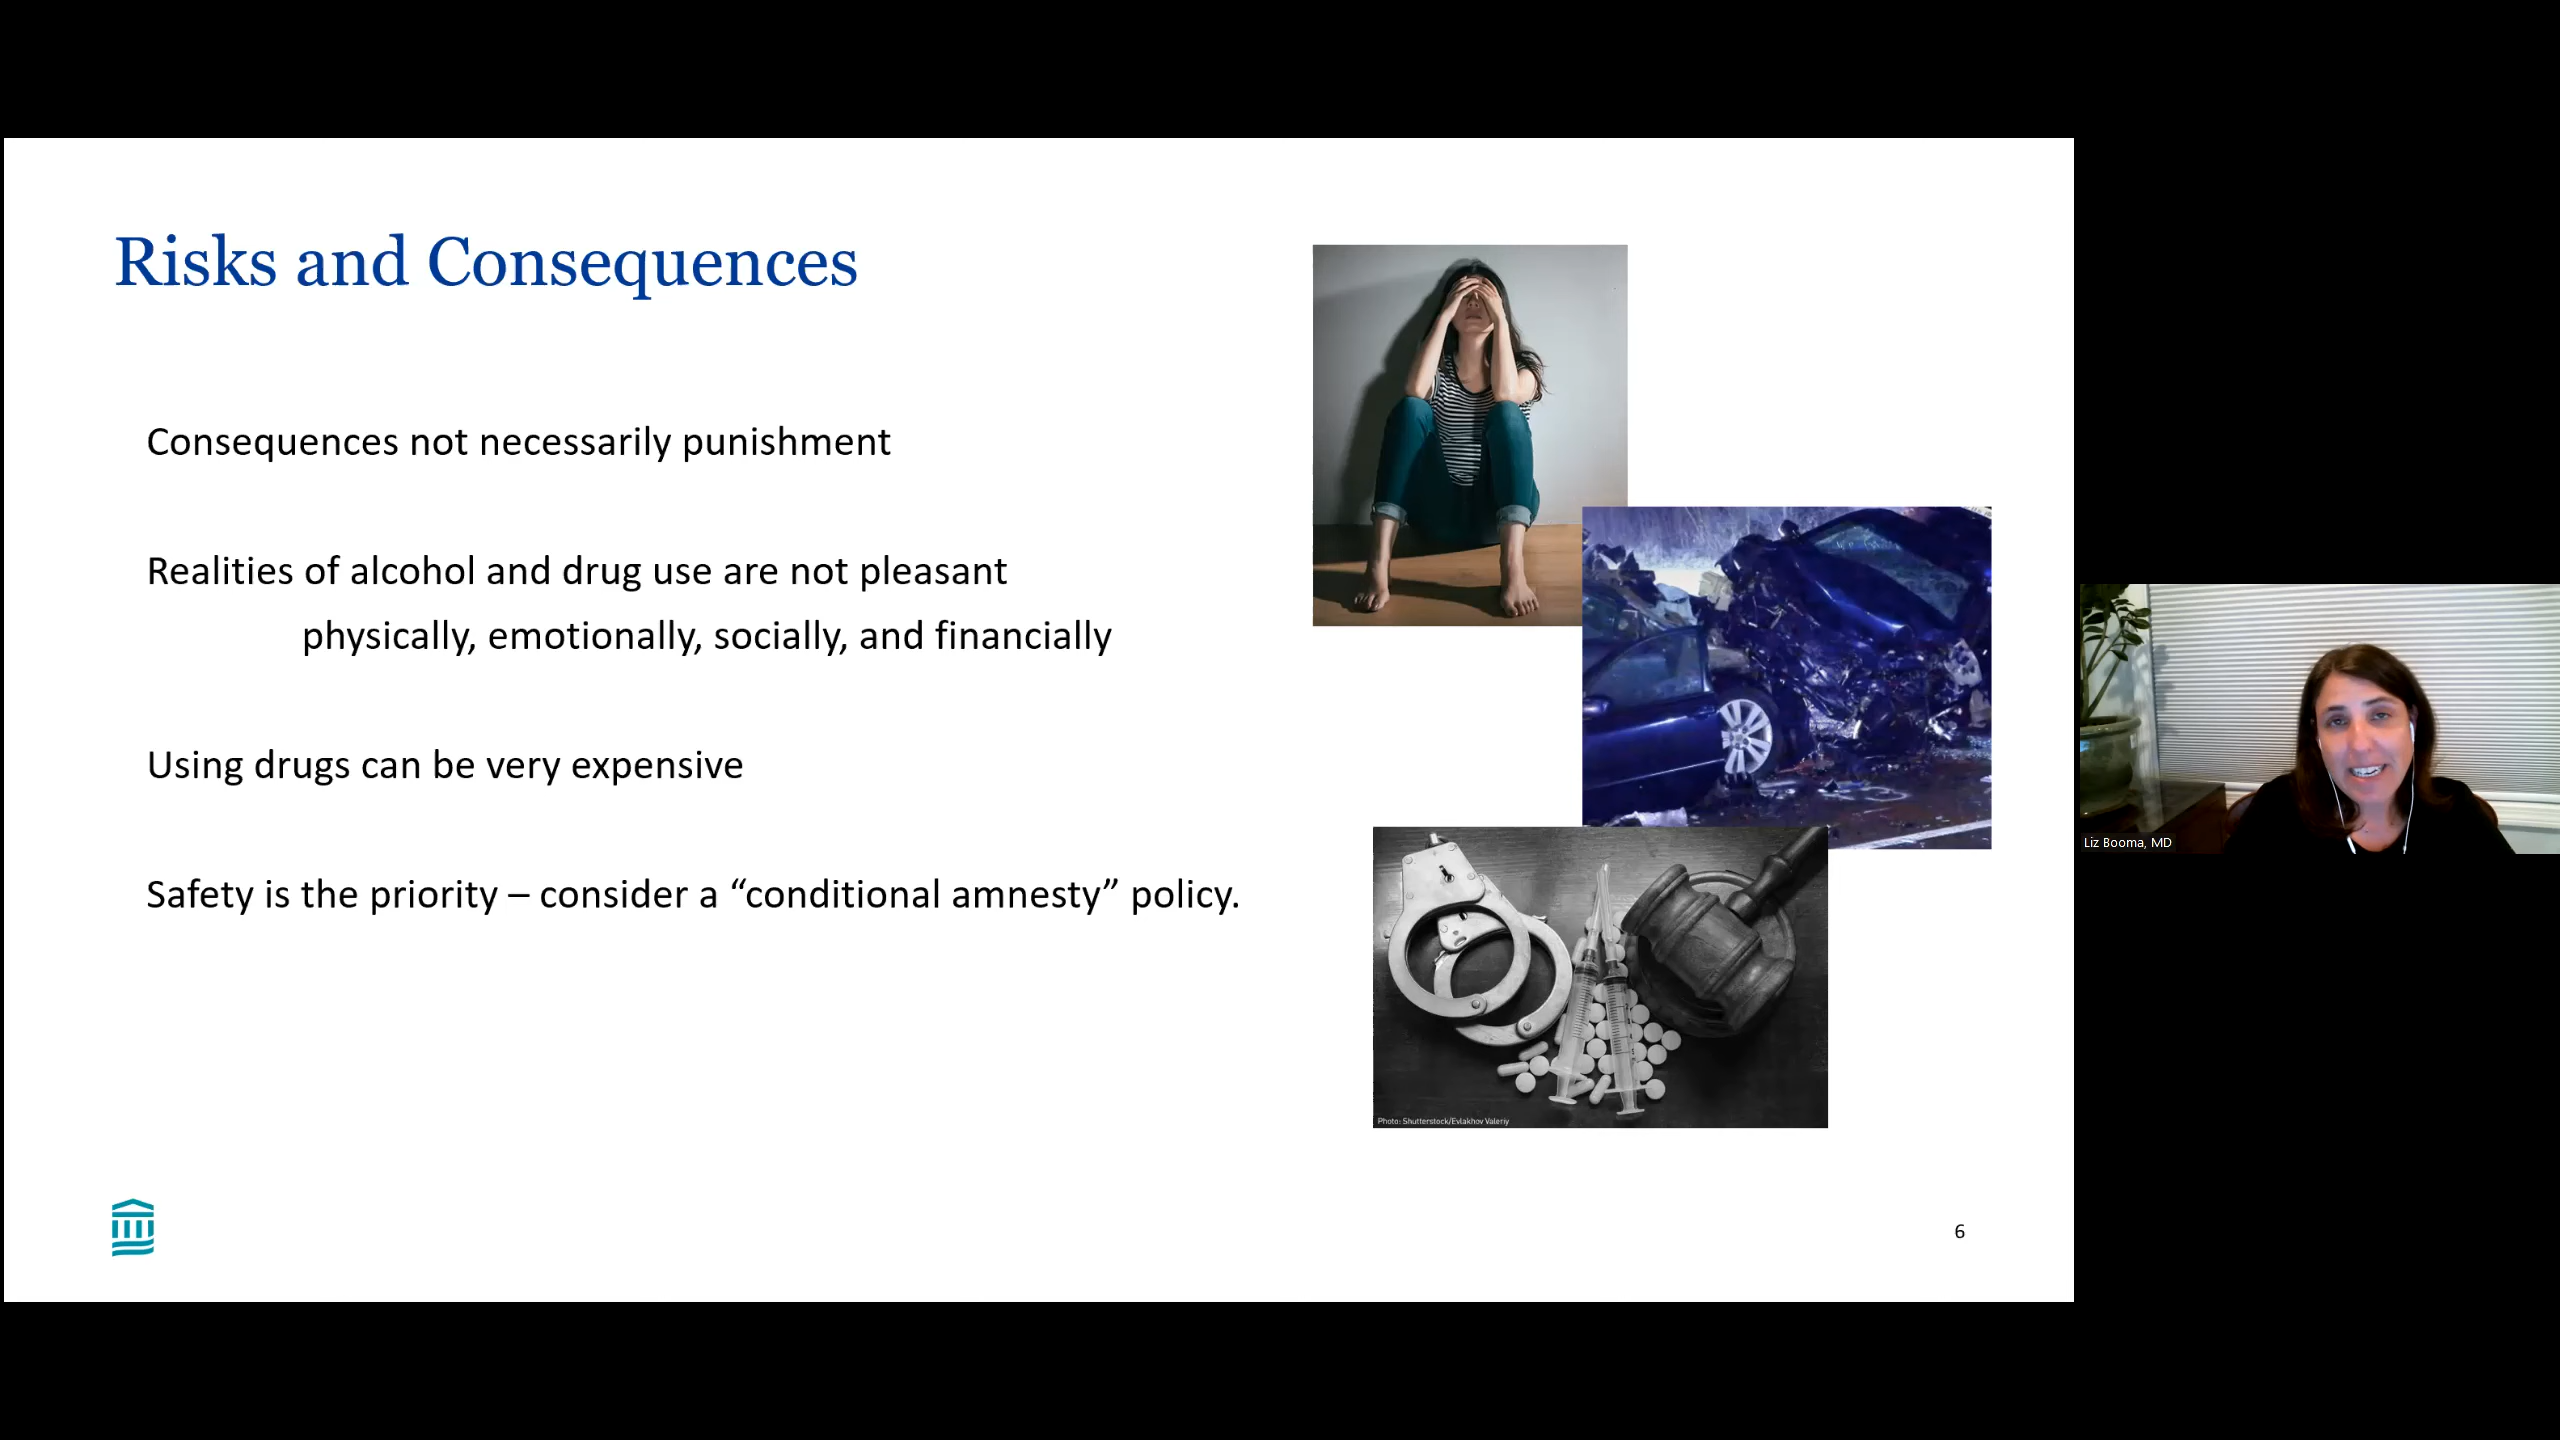 Risks and Consequences
Consequences not necessarily punishment
Realities of alcohol and drug use are not pleasant
physically, emotionally, socially, and financially
Using drugs can be very expensive
Safety is the priority – consider a “conditional amnesty” policy.
Photo: Shutterstock/Evlakhov Valeriy
6
Liz Booma, MD